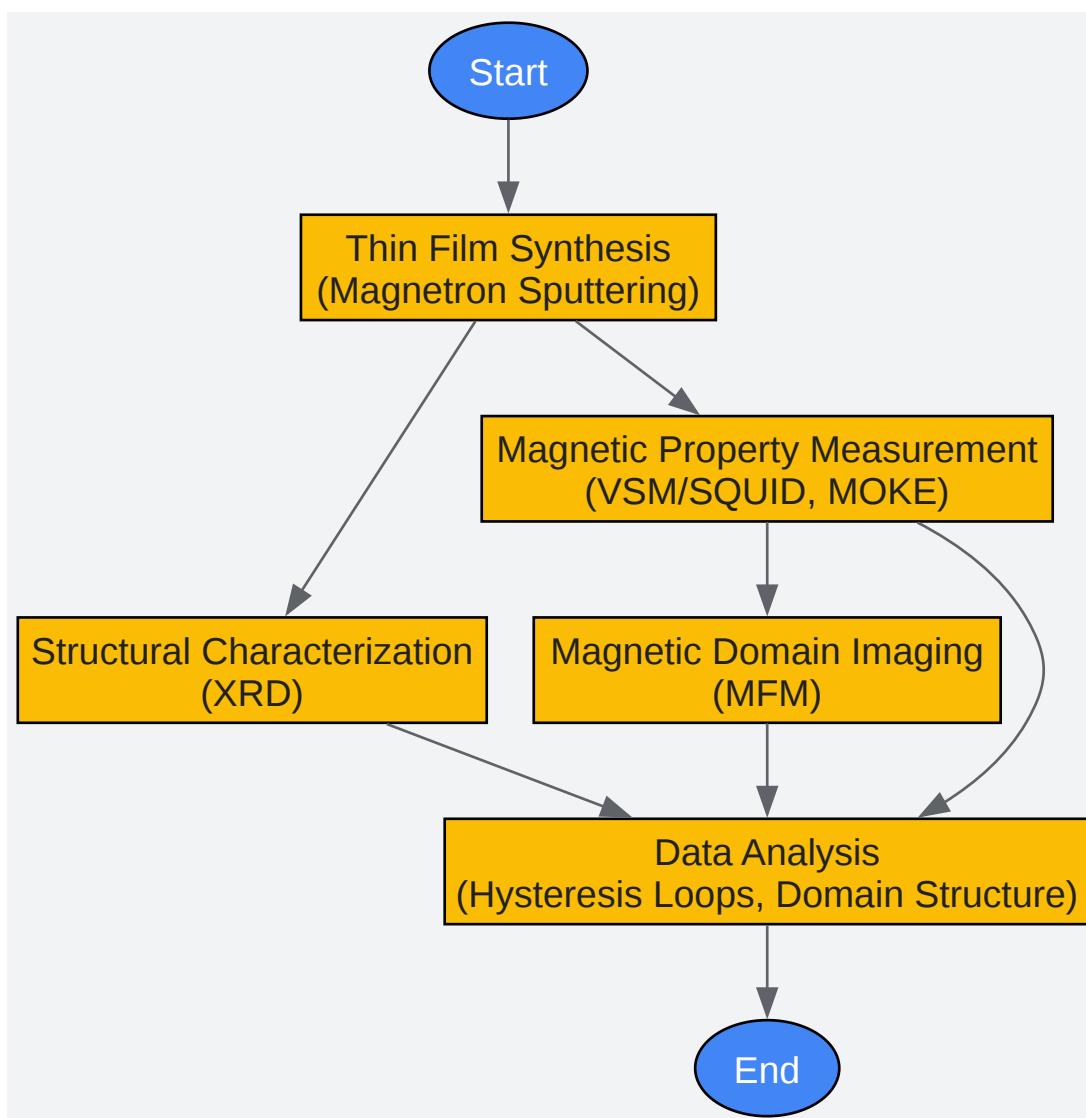 Start
Thin Film Synthesis
(Magnetron Sputtering)
Magnetic Property Measurement
(VSM/SQUID, MOKE)
Structural Characterization
(XRD)
Magnetic Domain Imaging
(MFM)
Data Analysis
(Hysteresis Loops, Domain Structure)
End